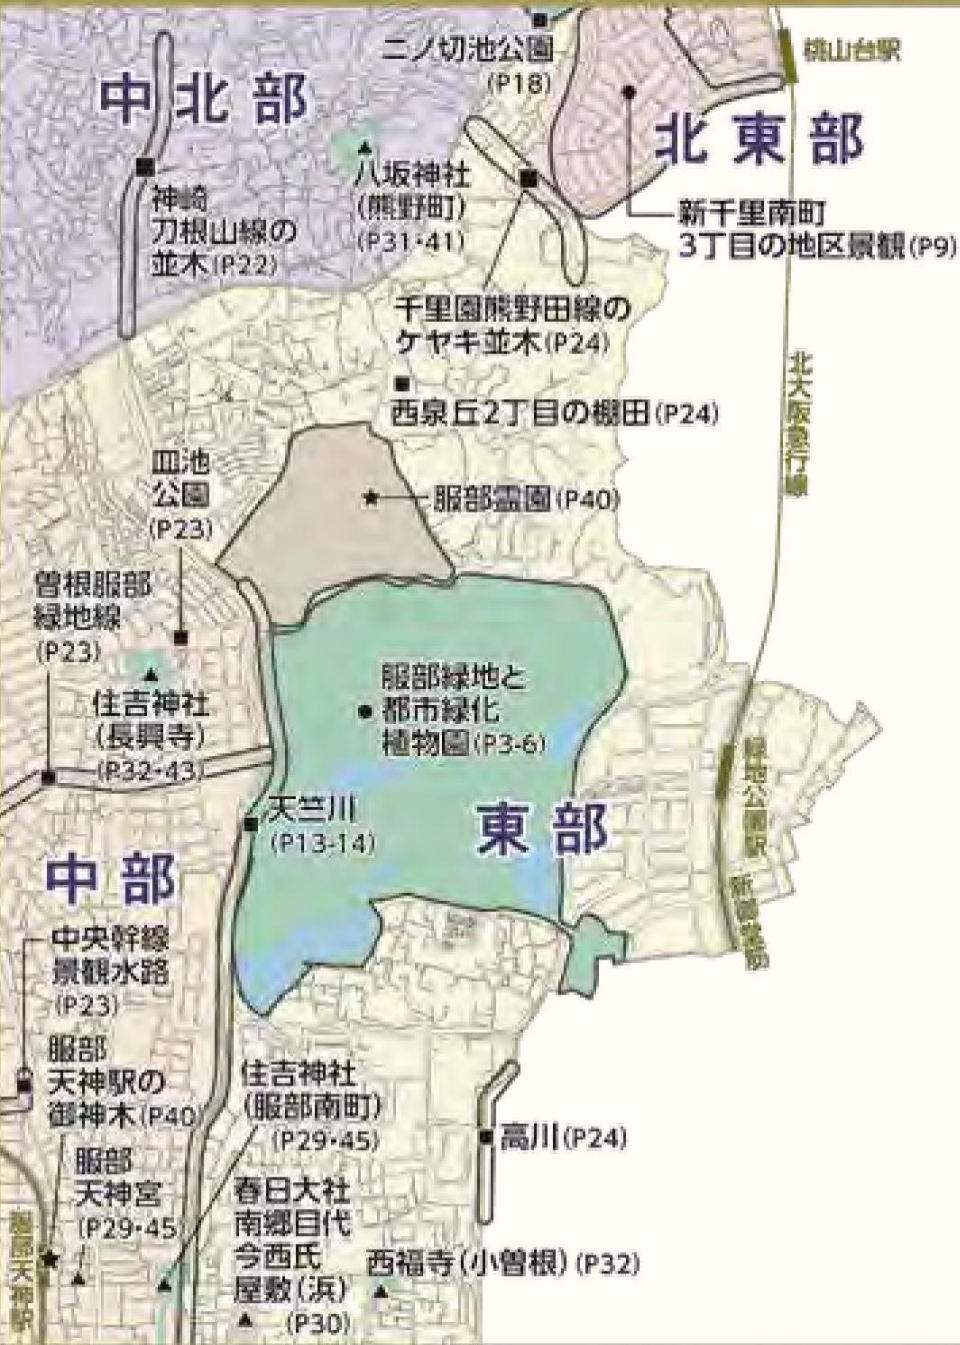 二ノ切池公園
(P18)
桃山台駅
中北部
北東部
八坂神社
(熊野町)
(P31・41)
神崎
刀根山線の
並木(P22)
新千里南町
3丁目の地区景観(P9)
千里園熊野田線の
ケヤキ並木(P24)
北大阪急行線
西泉丘2丁目の棚田(P24)
皿池
公園
(P23)
服部霊園(P40)
曽根服部
緑地線
(P23)
住吉神社
(長興寺)
(P32・43)
服部緑地と
都市緑化
植物園(P3-6)
天竺川
(P13-14)
東部
緑地公園駅
中部
新御堂筋
中央幹線
景観水路
(P23)
服部
天神駅の
御神木(P40)
住吉神社
(服部南町)
(P29・45)
高川(P24)
服部
天神宮
(P29・45
春日大社
南郷目代
今西氏
屋敷(浜)
(P30)
西福寺(小曽根)(P32)
服部天神駅